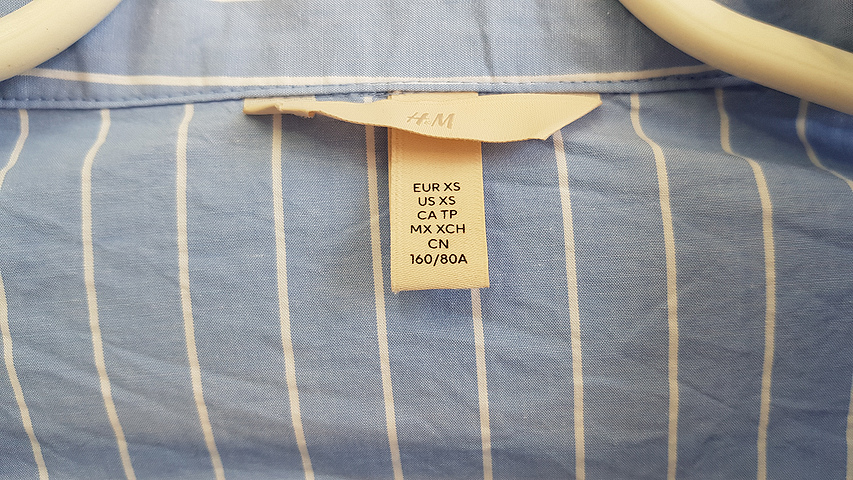 H&M
EUR XS
US XS
CA TP
MX XCH
CN
160/80A